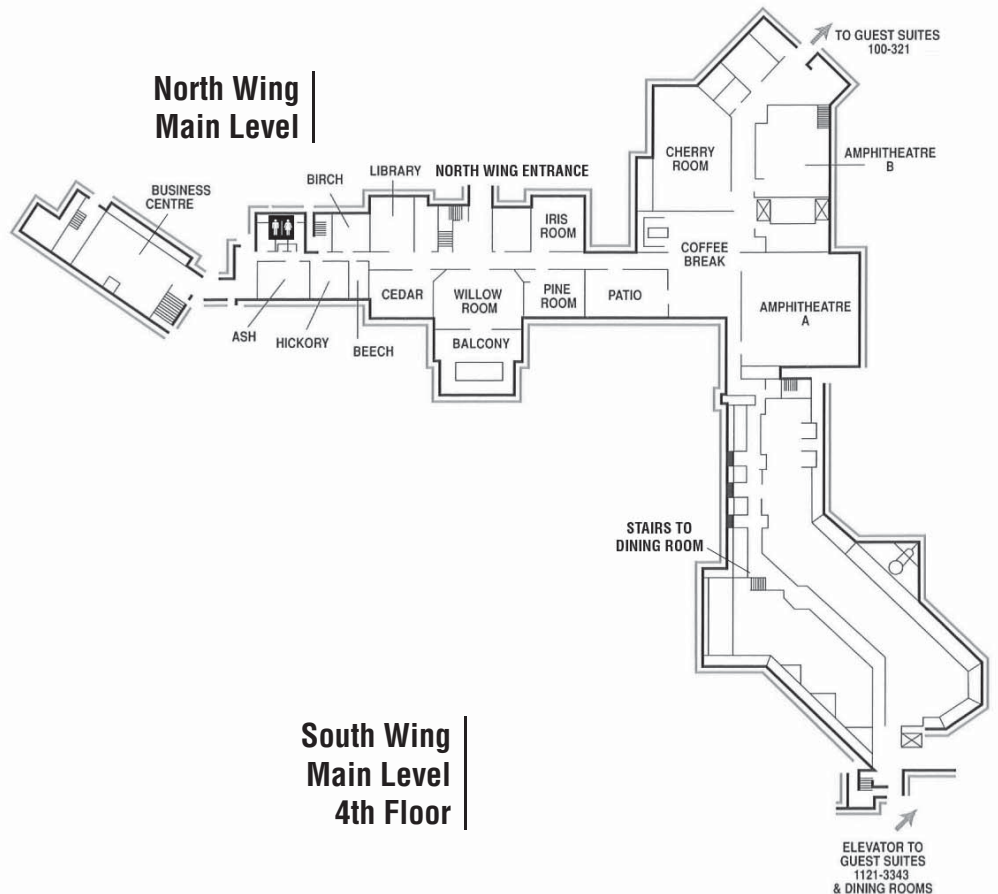 TO GUEST SUITES
100-321
North Wing
Main Level
CHERRY
ROOM
AMPHITHEATRE
B
BUSINESS
CENTRE
BIRCH
LIBRARY
NORTH WING ENTRANCE
IRIS
ROOM
COFFEE
BREAK
CEDAR
WILLOW
ROOM
PINE
ROOM
PATIO
AMPHITHEATRE
A
ASH
HICKORY
BEECH
BALCONY
STAIRS TO
DINING ROOM
South Wing
Main Level
4th Floor
ELEVATOR TO
GUEST SUITES
1121-3343
& DINING ROOMS